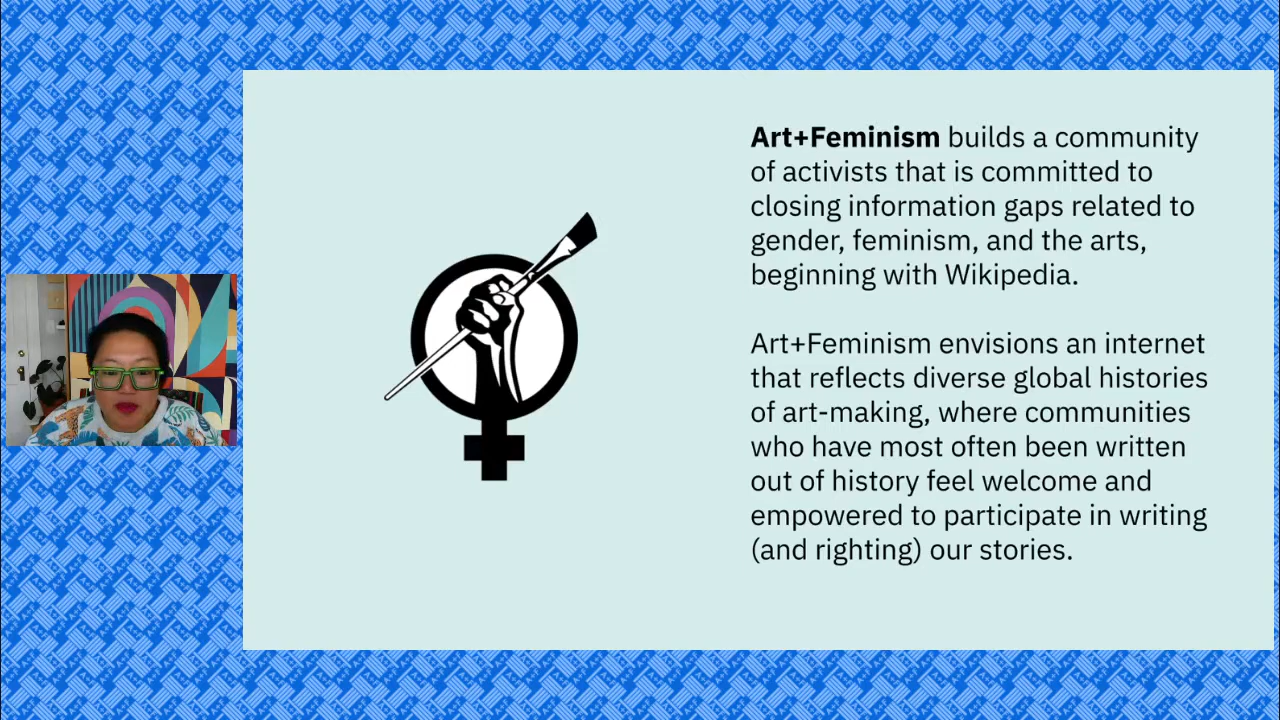 Art+Feminism builds a community
of activists that is committed to
closing information gaps related to
gender, feminism, and the arts,
beginning with Wikipedia.
Art+Feminism envisions an internet
that reflects diverse global histories
of art-making, where communities
who have most often been written
out of history feel welcome and
empowered to participate in writing
(and righting) our stories.